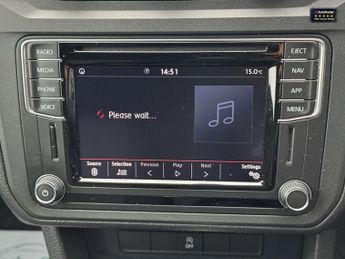 AutoTrader
RADIO
MEDIA
PHONE
VOICE
EJECT
NAV
APP
MENU
14:51
15.0°C
Please wait...
Source Selection Previous Play Next Settings